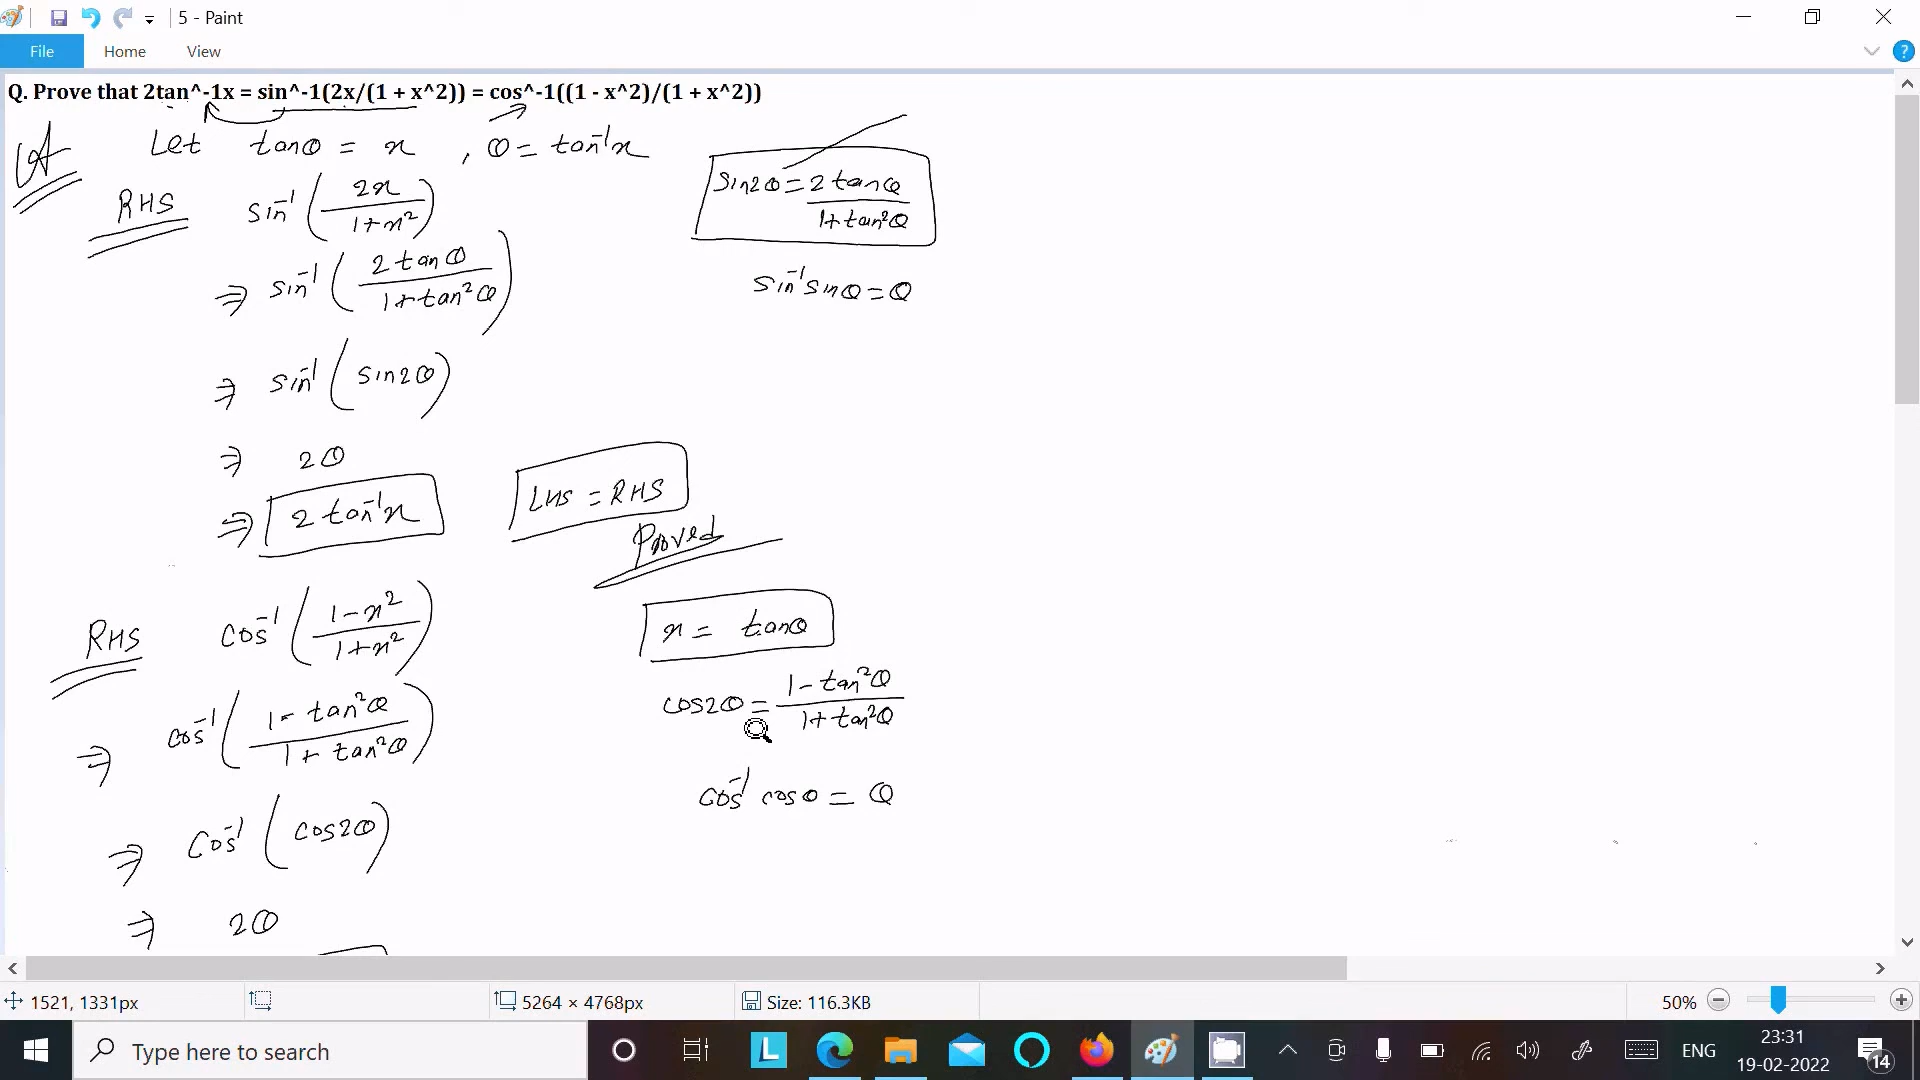 5 - Paint
File Home View
Q. Prove that 2tan^-1x = sin^-1(2x/(1 + x^2)) = cos^-1((1 - x^2)/(1 + x^2))
A Let tanθ = x , θ = tan⁻¹x
RHS sin⁻¹(2x/1+x²)
sin2θ = 2tanθ/1+tan²θ
⇒ sin⁻¹(2tanθ/1+tan²θ)
sin⁻¹sinθ = θ
⇒ sin⁻¹(sin2θ)
⇒ 2θ
⇒ 2tan⁻¹x
LHS = RHS
Proved
RHS cos⁻¹(1-x²/1+x²)
x = tanθ
⇒ cos⁻¹(1-tan²θ/1+tan²θ)
cos2θ = 1-tan²θ/1+tan²θ
cos⁻¹ cosθ = θ
⇒ cos⁻¹(cos2θ)
⇒ 2θ
1521, 1331px 5264 × 4768px Size: 116.3KB 50%
Type here to search L ENG 23:31
19-02-2022 14